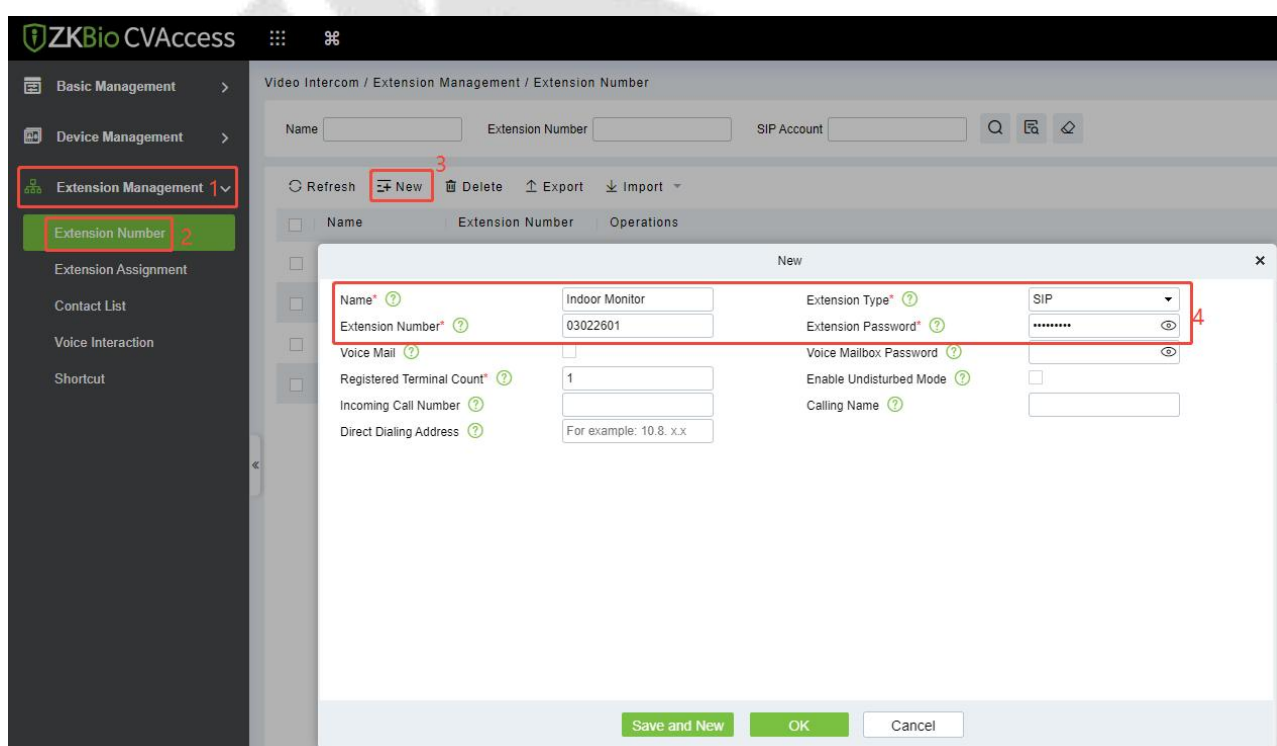 ZKBio CVAccess
Basic Management
Video Intercom / Extension Management / Extension Number
Device Management
Name Extension Number SIP Account
Extension Management 1
3
Refresh New Delete Export Import
Extension Number 2
Name Extension Number Operations
Extension Assignment
Contact List
Voice Interaction
Shortcut
New ×
Name* ? Indoor Monitor Extension Type* ? SIP
Extension Number* ? 03022601 Extension Password* ? •••••••••
4
Voice Mail ? Voice Mailbox Password ?
Registered Terminal Count* ? 1 Enable Undisturbed Mode ?
Incoming Call Number ? Calling Name ?
Direct Dialing Address ? For example: 10.8. x.x
Save and New OK Cancel